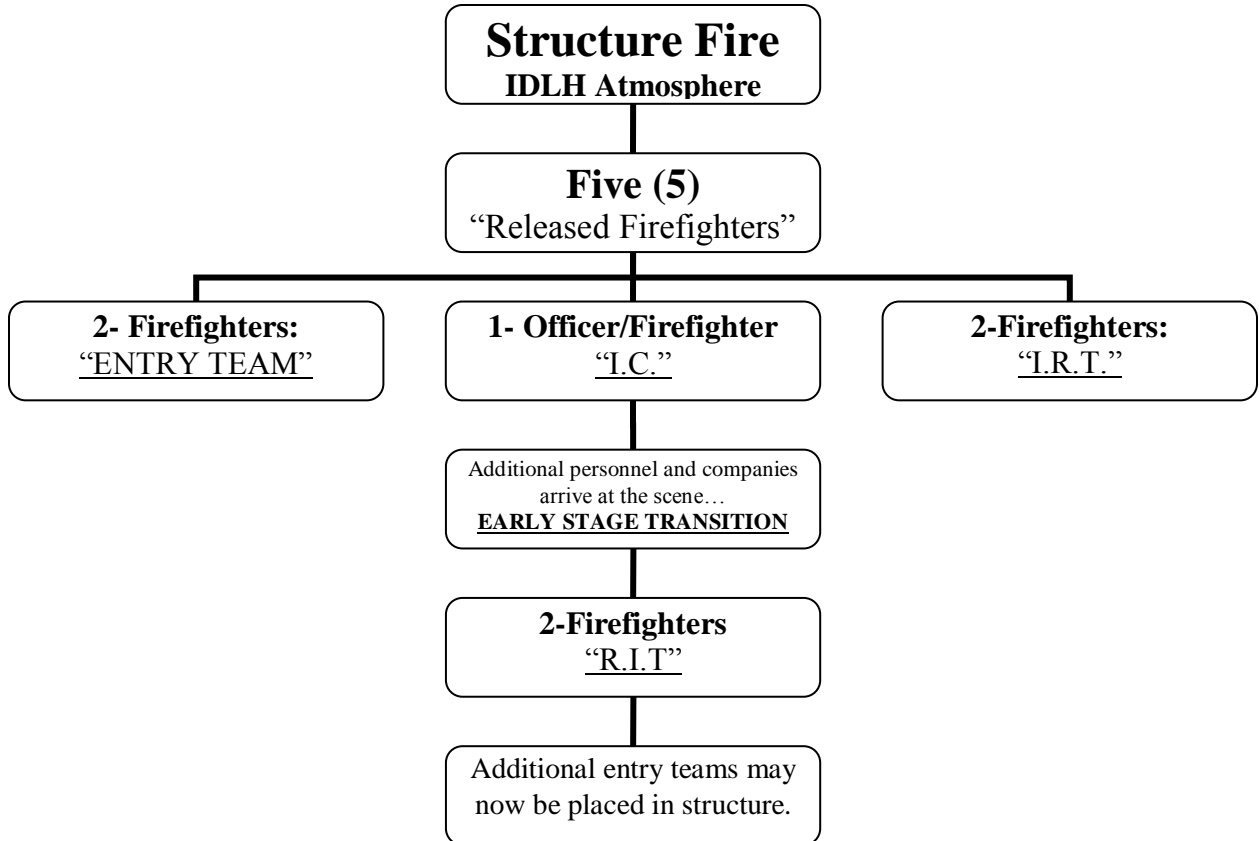 Structure Fire
IDLH Atmosphere
Five (5)
“Released Firefighters”
2- Firefighters:
“ENTRY TEAM”
1- Officer/Firefighter
“I.C.”
2-Firefighters:
“I.R.T.”
Additional personnel and companies
arrive at the scene…
EARLY STAGE TRANSITION
2-Firefighters
“R.I.T”
Additional entry teams may
now be placed in structure.